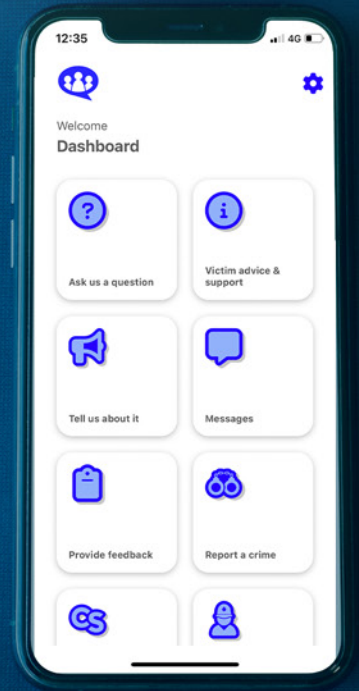 12:35
4G
Welcome
Dashboard
?
i
Ask us a question
Victim advice &
support
Tell us about it
Messages
Provide feedback
Report a crime
CS